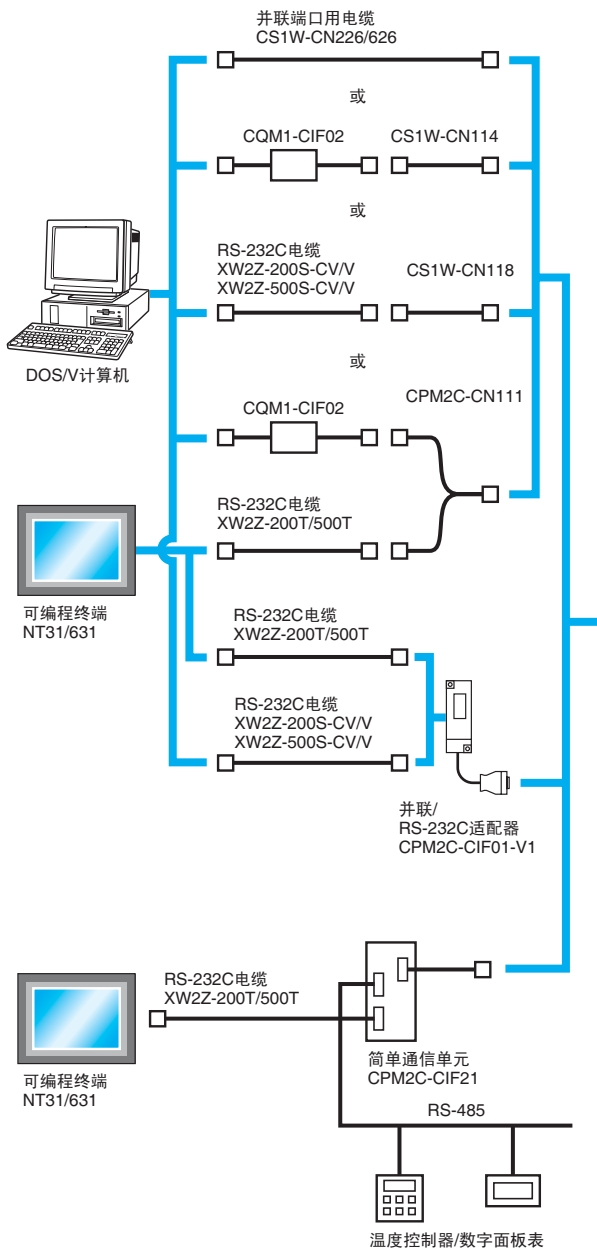 并联端口用电缆
CS1W-CN226/626
或
CQM1-CIF02
CS1W-CN114
或
RS-232C电缆
XW2Z-200S-CV/V
XW2Z-500S-CV/V
CS1W-CN118
DOS/V计算机
或
CQM1-CIF02
CPM2C-CN111
RS-232C电缆
XW2Z-200T/500T
可编程终端
NT31/631
RS-232C电缆
XW2Z-200T/500T
RS-232C电缆
XW2Z-200S-CV/V
XW2Z-500S-CV/V
并联/
RS-232C适配器
CPM2C-CIF01-V1
RS-232C电缆
XW2Z-200T/500T
可编程终端
NT31/631
简单通信单元
CPM2C-CIF21
RS-485
温度控制器/数字面板表